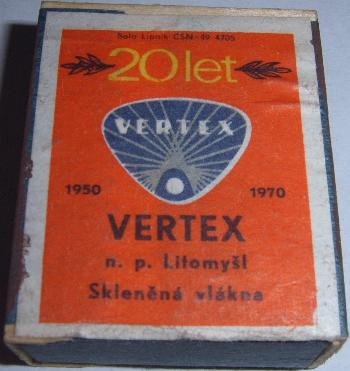 Solo Lipník ČSN-49 4705
20 let
VERTEX
1950 1970
VERTEX
n. p. Litomyšl
Skleněná vlákna